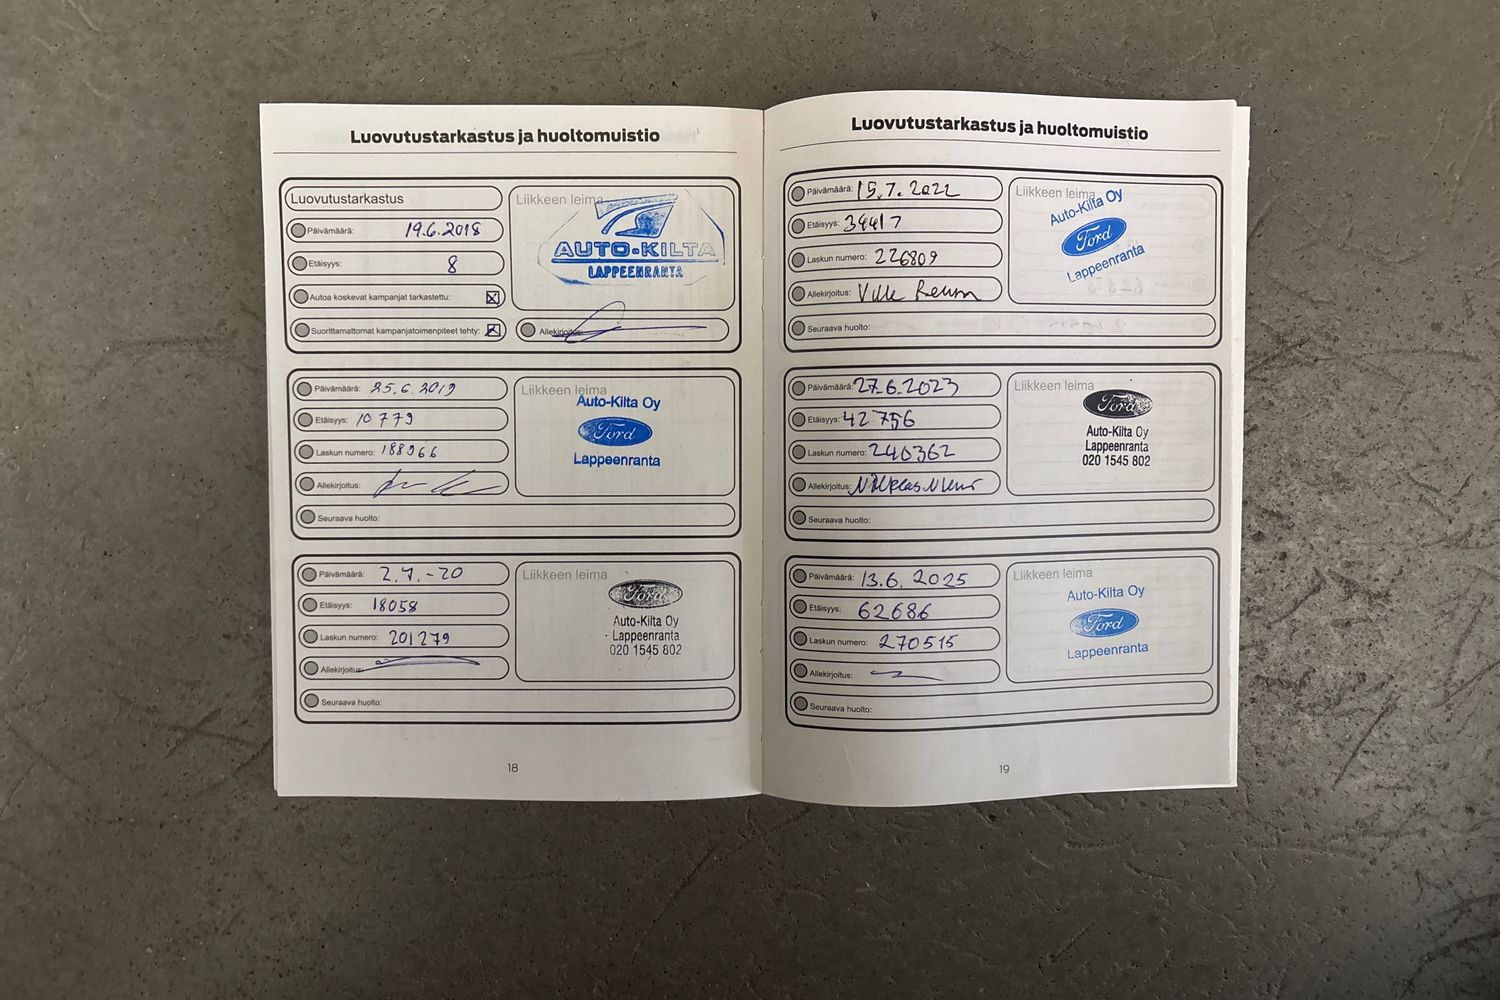 Luovutustarkastus ja huoltomuistio
Luovutustarkastus
Päivämäärä: 19.6.2018
Etäisyys: 8
Autoa koskevat kampanjat tarkastettu:
Suorittamattomat kampanjatoimenpiteet tehty:
Liikkeen leima
AUTO-KILTA
LAPPEENRANTA
Allekirjoitus:
Päivämäärä: 25.6.2019
Etäisyys: 10779
Laskun numero: 188966
Allekirjoitus:
Seuraava huolto:
Liikkeen leima
Auto-Kilta Oy
Ford
Lappeenranta
Päivämäärä: 2.7.-20
Etäisyys: 18058
Laskun numero: 201279
Allekirjoitus:
Seuraava huolto:
Liikkeen leima
Ford
Auto-Kilta Oy
Lappeenranta
020 1545 802
18
Luovutustarkastus ja huoltomuistio
Päivämäärä: 15.7.2022
Etäisyys: 34417
Laskun numero: 226809
Allekirjoitus: Ville
Seuraava huolto:
Liikkeen leima
Auto-Kilta Oy
Ford
Lappeenranta
Päivämäärä: 27.6.2023
Etäisyys: 42756
Laskun numero: 240362
Allekirjoitus:
Seuraava huolto:
Liikkeen leima
Ford
Auto-Kilta Oy
Lappeenranta
020 1545 802
Päivämäärä: 13.6.2025
Etäisyys: 62686
Laskun numero: 270515
Allekirjoitus:
Seuraava huolto:
Liikkeen leima
Auto-Kilta Oy
Ford
Lappeenranta
19